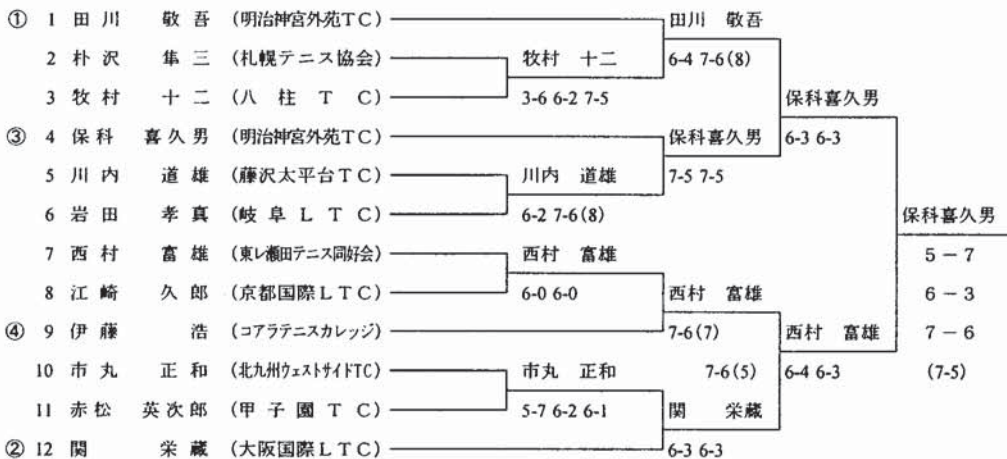 ① 1 田川 敬吾 (明治神宮外苑TC) 田川 敬吾
2 朴沢 隼三 (札幌テニス協会) 牧村 十二 6-4 7-6(8)
3 牧村 十二 (八柱TC) 3-6 6-2 7-5 保科喜久男
③ 4 保科 喜久男 (明治神宮外苑TC) 保科喜久男 6-3 6-3
5 川内 道雄 (藤沢太平台TC) 川内 道雄 7-5 7-5
6 岩田 孝真 (岐阜LTC) 6-2 7-6(8) 保科喜久男
7 西村 富雄 (東レ瀬田テニス同好会) 西村 富雄 5-7
8 江崎 久郎 (京都国際LTC) 6-0 6-0 西村 富雄 6-3
④ 9 伊藤 浩 (コアラテニスカレッジ) 7-6(7) 西村 富雄 7-6
10 市丸 正和 (北九州ウェストサイドTC) 市丸 正和 7-6(5) 6-4 6-3 (7-5)
11 赤松 英次郎 (甲子園TC) 5-7 6-2 6-1 関 栄蔵
② 12 関 栄蔵 (大阪国際LTC) 6-3 6-3